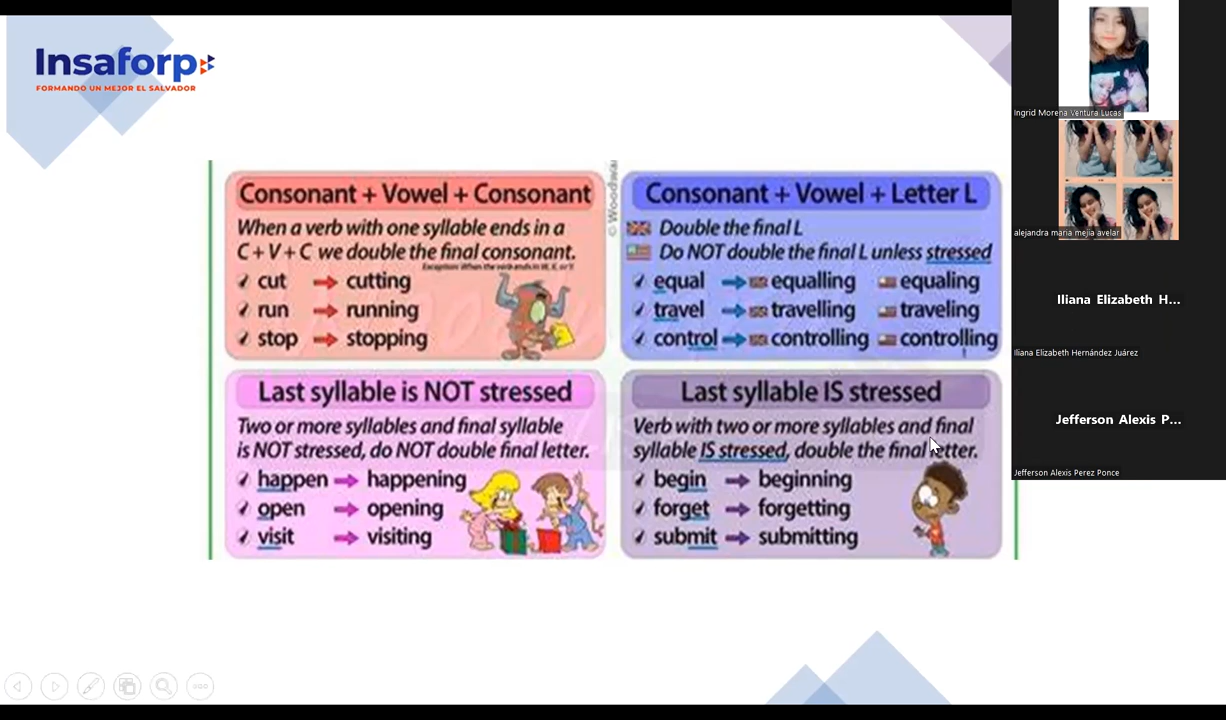 Insaforp
FORMANDO UN MEJOR EL SALVADOR
Consonant + Vowel + Consonant
When a verb with one syllable ends in a
C + V + C we double the final consonant.
Exception: When the verb ends in W, X, or Y.
cut cutting
run running
stop stopping
© Woodwa
Consonant + Vowel + Letter L
Double the final L
Do NOT double the final L unless stressed
equal equalling equaling
travel travelling traveling
control controlling controlling
Last syllable is NOT stressed
Two or more syllables and final syllable
is NOT stressed, do NOT double final letter.
happen happening
open opening
visit visiting
Last syllable IS stressed
Verb with two or more syllables and final
syllable IS stressed, double the final letter.
begin beginning
forget forgetting
submit submitting
Ingrid Morena Ventura Lucas
alejandra maria mejia avelar
Iliana Elizabeth H...
Iliana Elizabeth Hernández Juárez
Jefferson Alexis P...
Jefferson Alexis Perez Ponce